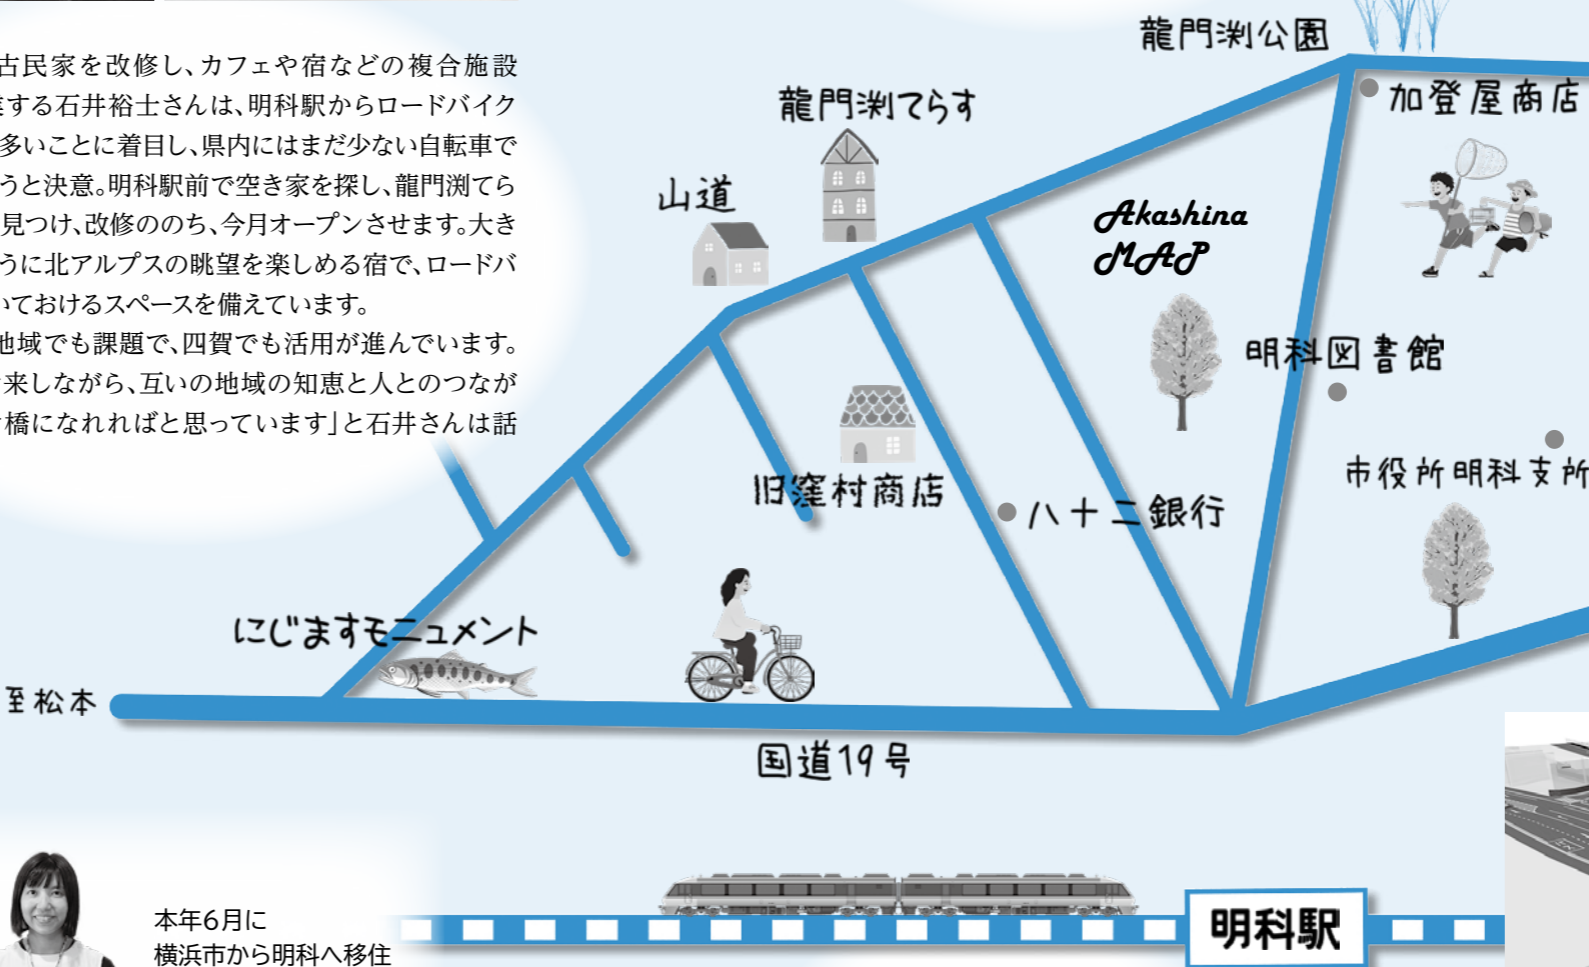 古民家を改修し、カフェや宿などの複合施設
する石井裕士さんは、明科駅からロードバイク
多いことに着目し、県内にはまだ少ない自転車で
うと決意。明科駅前で空き家を探し、龍門渕てら
見つけ、改修ののち、今月オープンさせます。大き
うに北アルプスの眺望を楽しめる宿で、ロードバ
いておけるスペースを備えています。
地域でも課題で、四賀でも活用が進んでいます。
来しながら、互いの地域の知恵と人とのつなが
橋になれればと思っています」と石井さんは話
龍門渕公園
加登屋商店
龍門渕てらす
山道
Akashina
MAP
明科図書館
市役所明科支所
旧窪村商店
八十二銀行
にじますモニュメント
至松本
国道19号
明科駅
本年6月に
横浜市から明科へ移住